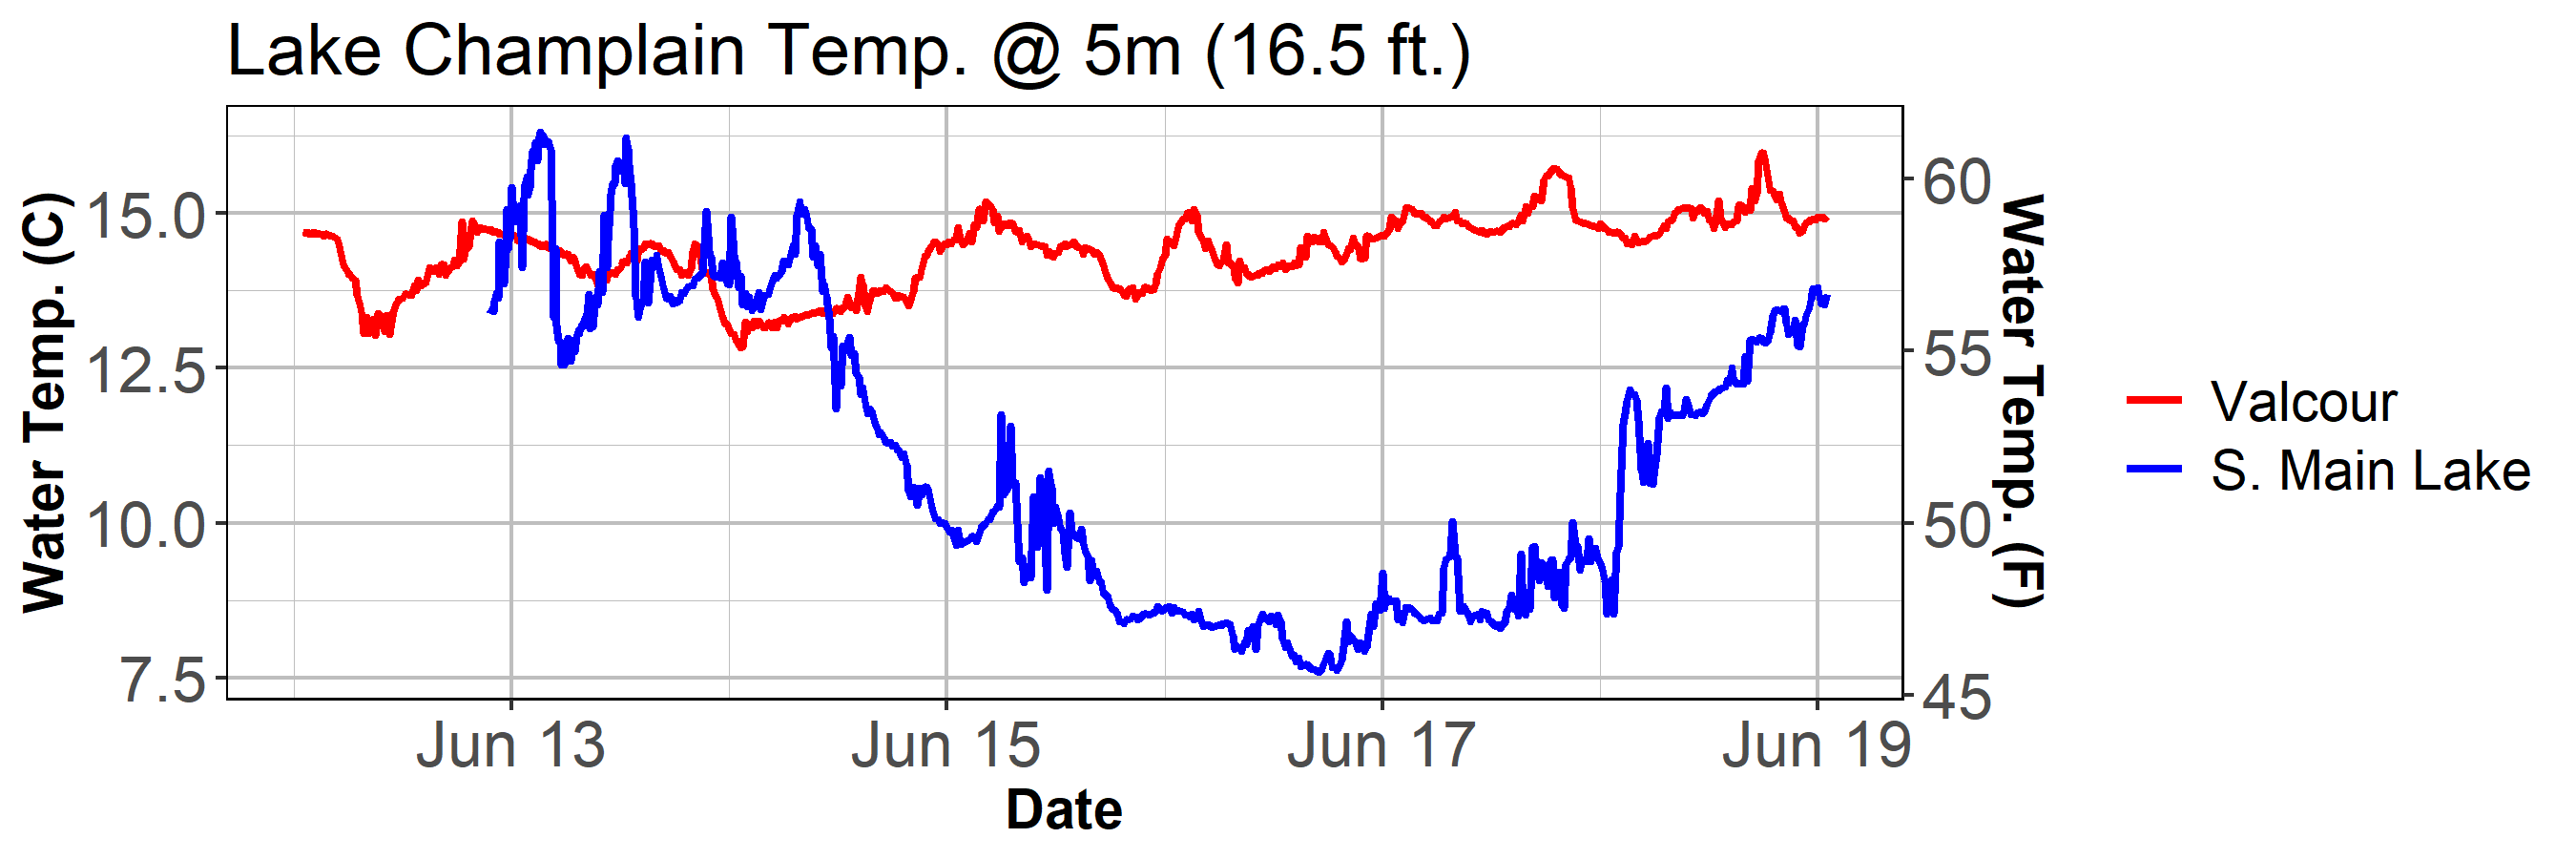 Lake Champlain Temp. @ 5m (16.5 ft.)
Water Temp. (C)
15.0
12.5
10.0
7.5
60
55
50
45
Water Temp. (F)
Jun 13
Jun 15
Jun 17
Jun 19
Date
Valcour
S. Main Lake